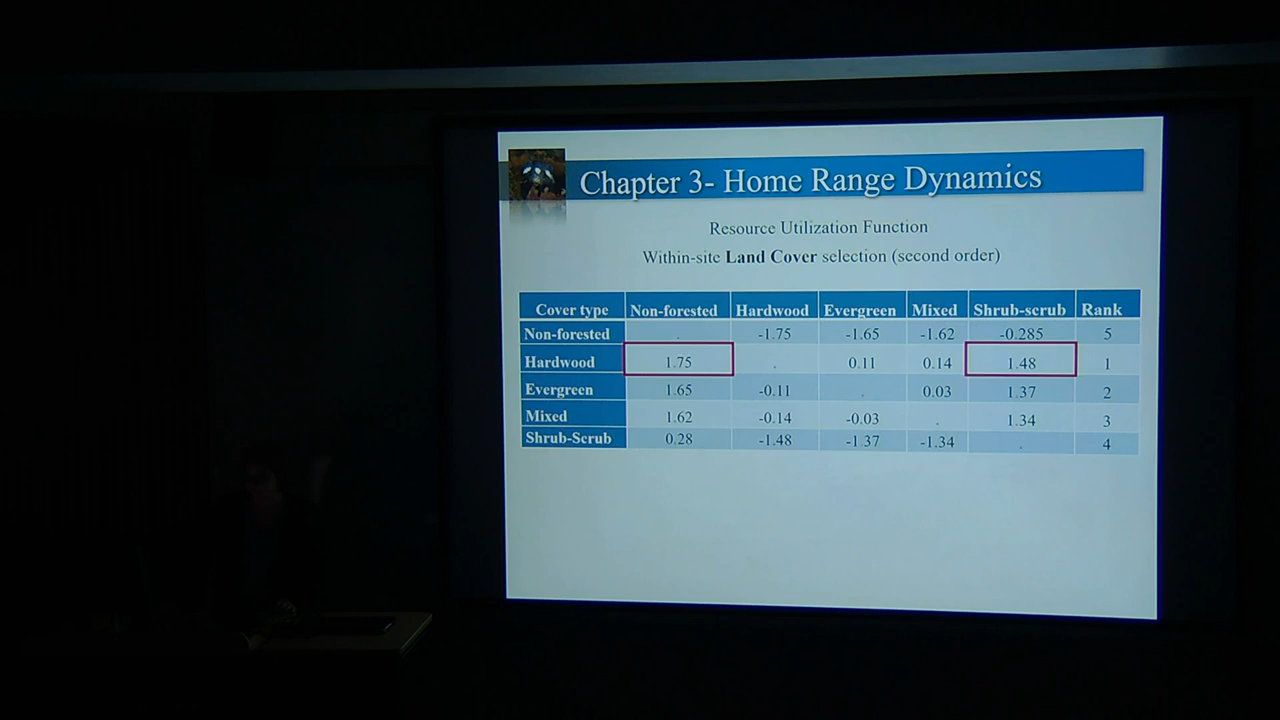 Chapter 3- Home Range Dynamics
Resource Utilization Function
Within-site Land Cover selection (second order)
Cover type Non-forested Hardwood Evergreen Mixed Shrub-scrub Rank
Non-forested . -1.75 -1.65 -1.62 -0.285 5
Hardwood 1.75 . 0.11 0.14 1.48 1
Evergreen 1.65 -0.11 . 0.03 1.37 2
Mixed 1.62 -0.14 -0.03 . 1.34 3
Shrub-Scrub 0.28 -1.48 -1.37 -1.34 . 4